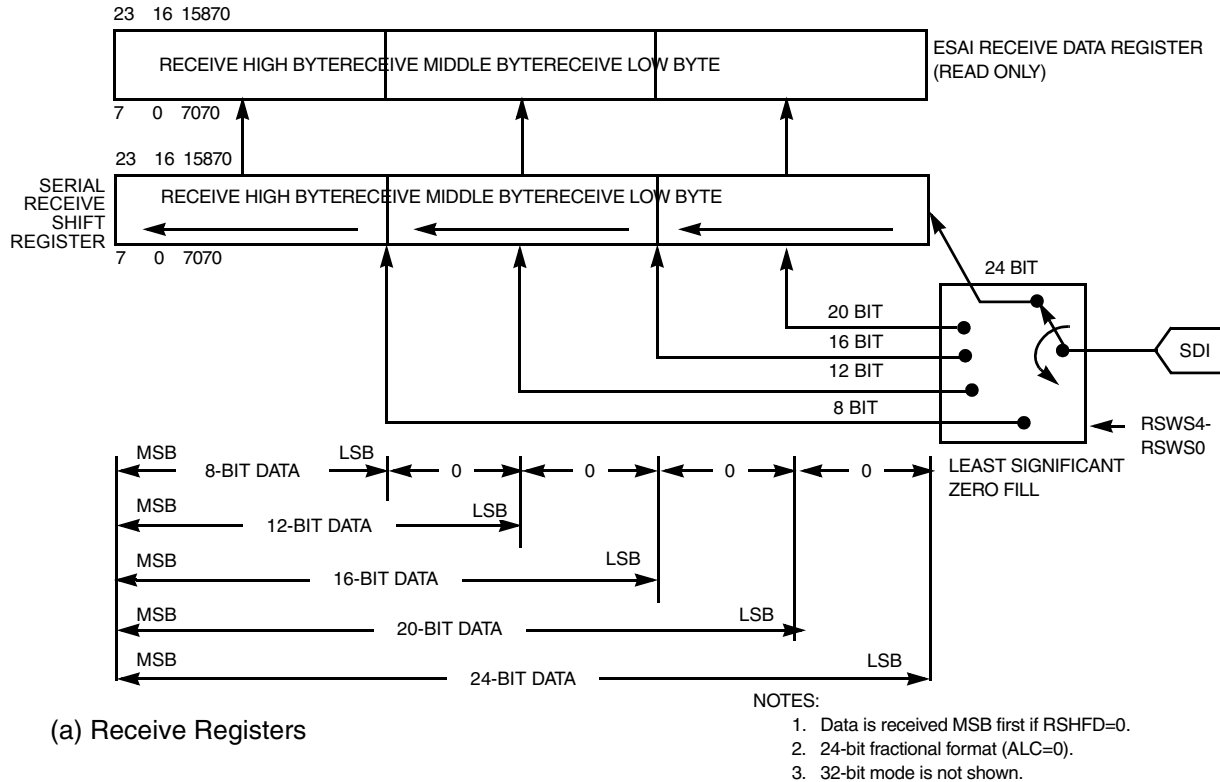 23 16 15870
RECEIVE HIGH BYTERECEIVE MIDDLE BYTERECEIVE LOW BYTE
ESAI RECEIVE DATA REGISTER
(READ ONLY)
7 0 7070
23 16 15870
SERIAL
RECEIVE
SHIFT
REGISTER
RECEIVE HIGH BYTERECEIVE MIDDLE BYTERECEIVE LOW BYTE
7 0 7070
24 BIT
20 BIT
16 BIT
12 BIT
8 BIT
SDI
RSWS4-
RSWS0
MSB 8-BIT DATA LSB 0 0 0 0
LEAST SIGNIFICANT
ZERO FILL
MSB 12-BIT DATA LSB
MSB 16-BIT DATA LSB
MSB 20-BIT DATA LSB
MSB 24-BIT DATA LSB
(a) Receive Registers
NOTES:
1. Data is received MSB first if RSHFD=0.
2. 24-bit fractional format (ALC=0).
3. 32-bit mode is not shown.